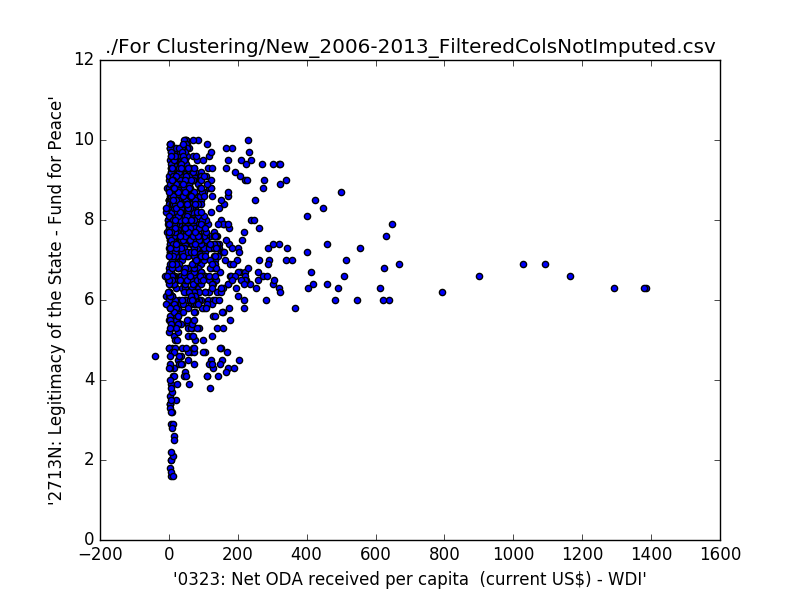 ./For Clustering/New_2006-2013_FilteredColsNotImputed.csv
12
10
8
6
4
2
0
'2713N: Legitimacy of the State - Fund for Peace'
−200 0 200 400 600 800 1000 1200 1400 1600
'0323: Net ODA received per capita  (current US$) - WDI'